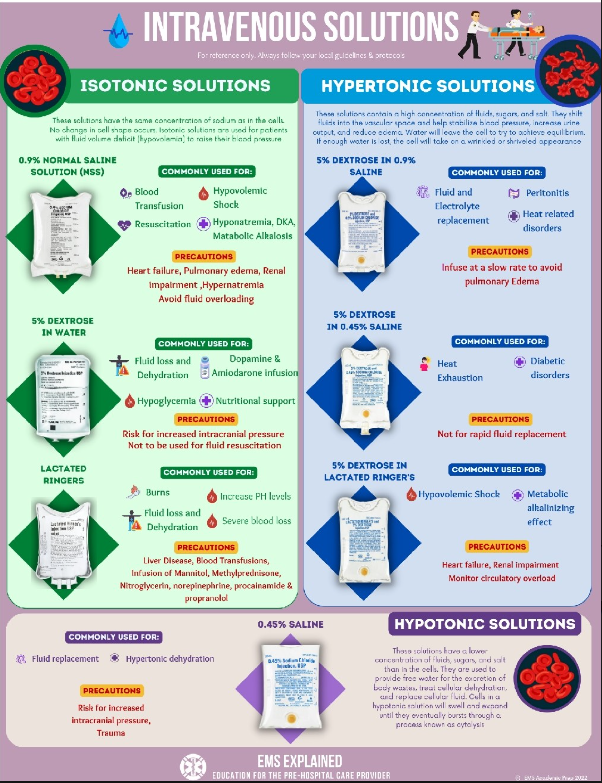 INTRAVENOUS SOLUTIONS
For reference only. Always follow your local guidelines & protocols
ISOTONIC SOLUTIONS
These solutions have the same concentration of sodium as in the cells.
No change in cell shape occurs. Isotonic solutions are used for patients
with fluid volume deficit (hypovolemia) to raise their blood pressure
0.9% NORMAL SALINE
SOLUTION (NSS)
COMMONLY USED FOR:
Blood
Transfusion
Hypovolemic
Shock
Resuscitation
Hyponatremia, DKA,
Metabolic Alkalosis
PRECAUTIONS
Heart failure, Pulmonary edema, Renal
impairment ,Hypernatremia
Avoid fluid overloading
5% DEXTROSE
IN WATER
COMMONLY USED FOR:
Fluid loss and
Dehydration
Dopamine &
Amiodarone infusion
Hypoglycemia
Nutritional support
PRECAUTIONS
Risk for increased intracranial pressure
Not to be used for fluid resuscitation
LACTATED
RINGERS
COMMONLY USED FOR:
Burns
Increase PH levels
Fluid loss and
Dehydration
Severe blood loss
PRECAUTIONS
Liver Disease, Blood Transfusions,
Infusion of Mannitol, Methylprednisone,
Nitroglycerin, norepinephrine, procainamide &
propranolol
HYPERTONIC SOLUTIONS
These solutions contain a high concentration of fluids, sugars, and salt. They shift
fluids into the vascular space and help stabilize blood pressure, increase urine
output, and reduce edema. Water will leave the cell to try to achieve equilibrium.
If enough water is lost, the cell will take on a wrinkled or shriveled appearance
5% DEXTROSE IN 0.9%
SALINE
COMMONLY USED FOR:
Fluid and
Electrolyte
replacement
Peritonitis
Heat related
disorders
PRECAUTIONS
Infuse at a slow rate to avoid
pulmonary Edema
5% DEXTROSE
IN 0.45% SALINE
COMMONLY USED FOR:
Heat
Exhaustion
Diabetic
disorders
PRECAUTIONS
Not for rapid fluid replacement
5% DEXTROSE IN
LACTATED RINGER'S
COMMONLY USED FOR:
Hypovolemic Shock
Metabolic
alkalinizing
effect
PRECAUTIONS
Heart failure, Renal impairment
Monitor circulatory overload
0.45% SALINE
COMMONLY USED FOR:
Fluid replacement
Hypertonic dehydration
PRECAUTIONS
Risk for increased
intracranial pressure,
Trauma
HYPOTONIC SOLUTIONS
These solutions have a lower
concentration of fluids, sugars, and salt
than in the cells. They are used to
provide free water for the excretion of
body wastes, treat cellular dehydration,
and replace cellular fluid. Cells in a
hypotonic solution will swell and expand
until they eventually bursts through a
process known as cytolysis
EMS EXPLAINED
EDUCATION FOR THE PRE-HOSPITAL CARE PROVIDER